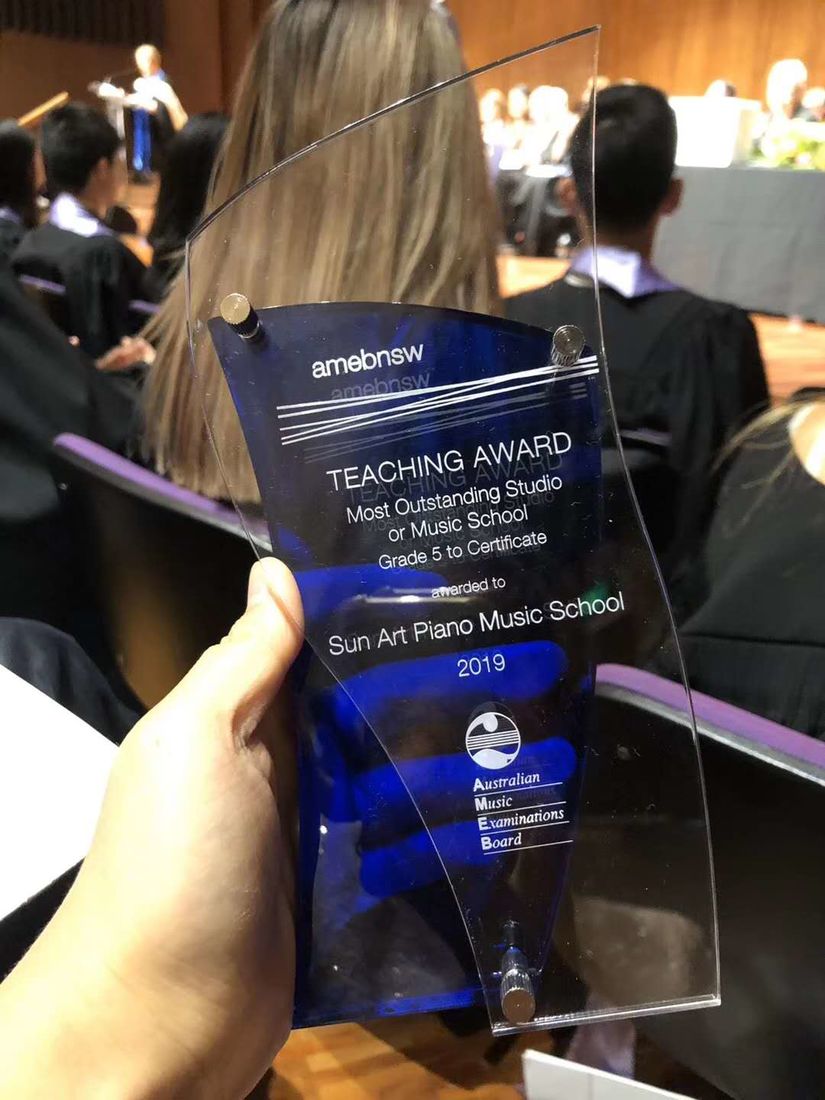 amebnsw
TEACHING AWARD
Most Outstanding Studio
or Music School
Grade 5 to Certificate
awarded to
Sun Art Piano Music School
2019
Australian
Music
Examinations
Board